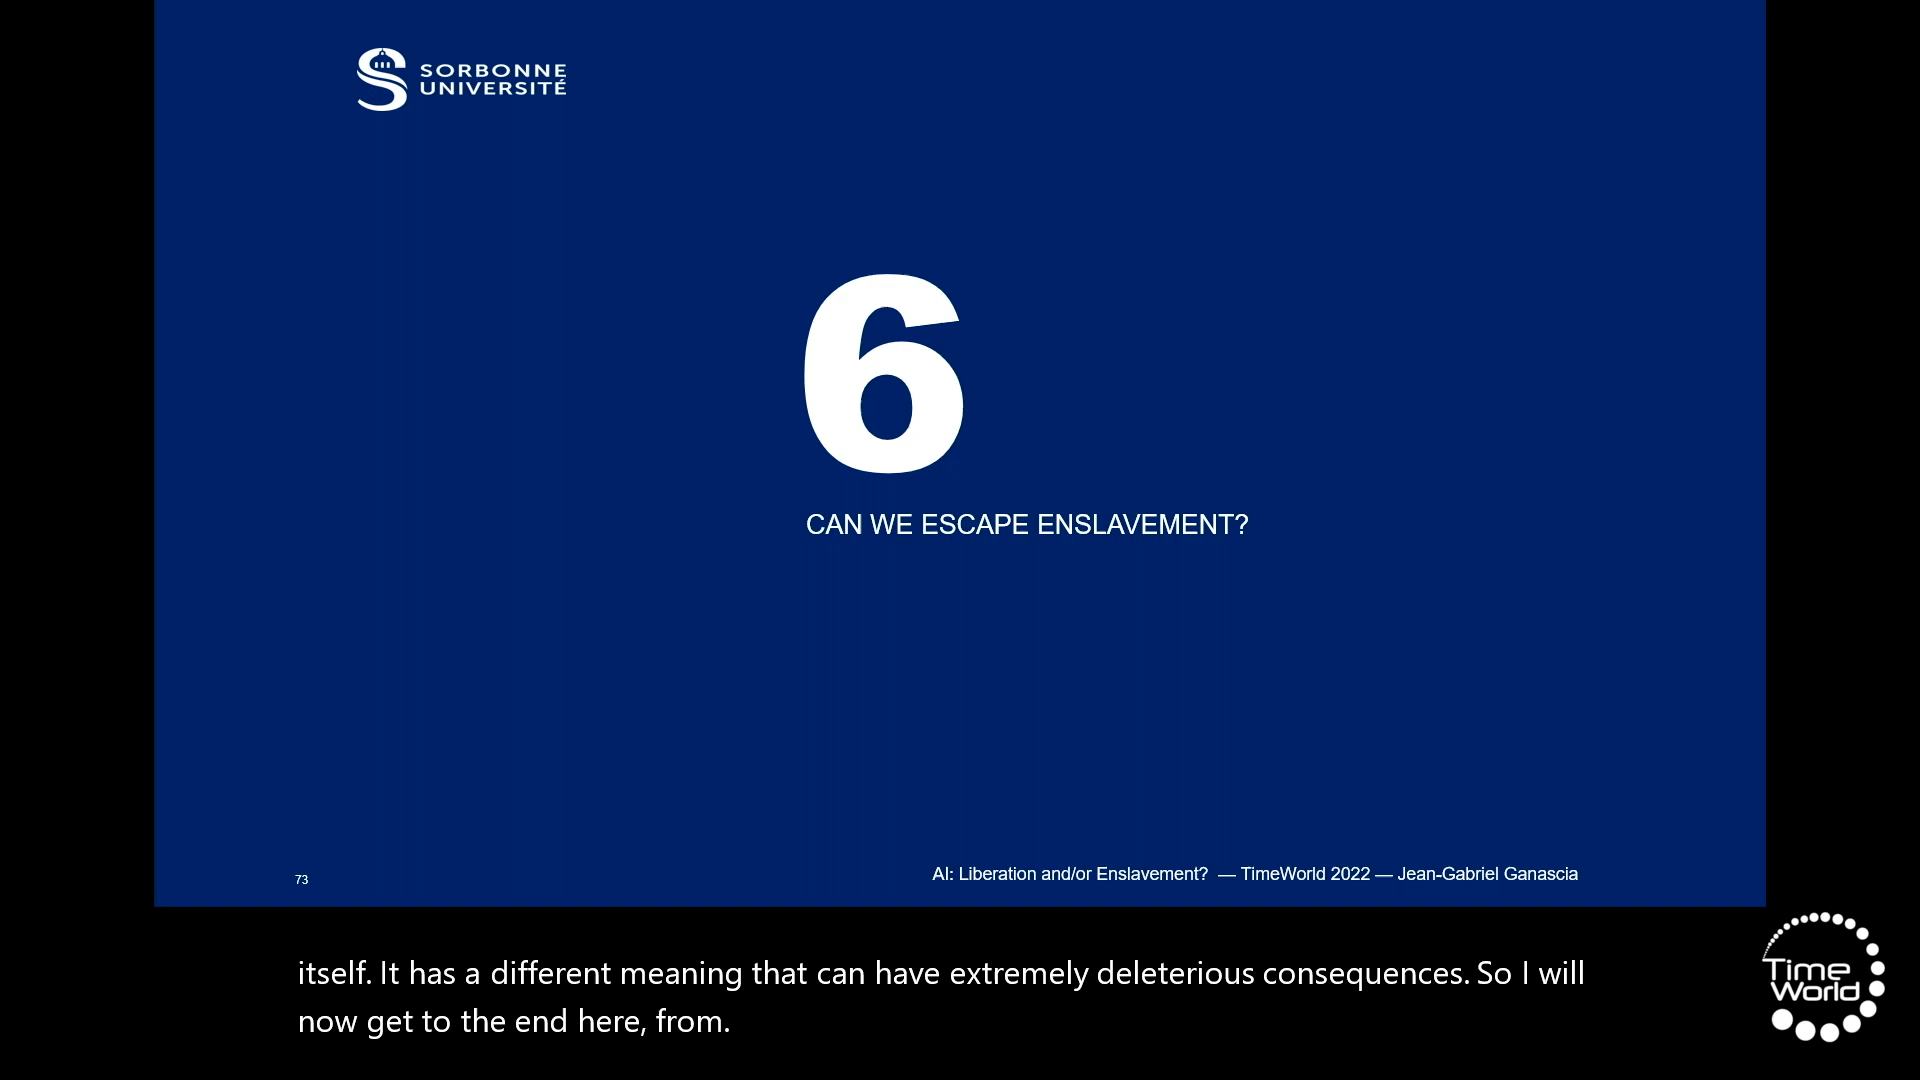 SORBONNE
UNIVERSITÉ
6
CAN WE ESCAPE ENSLAVEMENT?
73
AI: Liberation and/or Enslavement? — TimeWorld 2022 — Jean-Gabriel Ganascia
itself. It has a different meaning that can have extremely deleterious consequences. So I will
now get to the end here, from.
Time
World